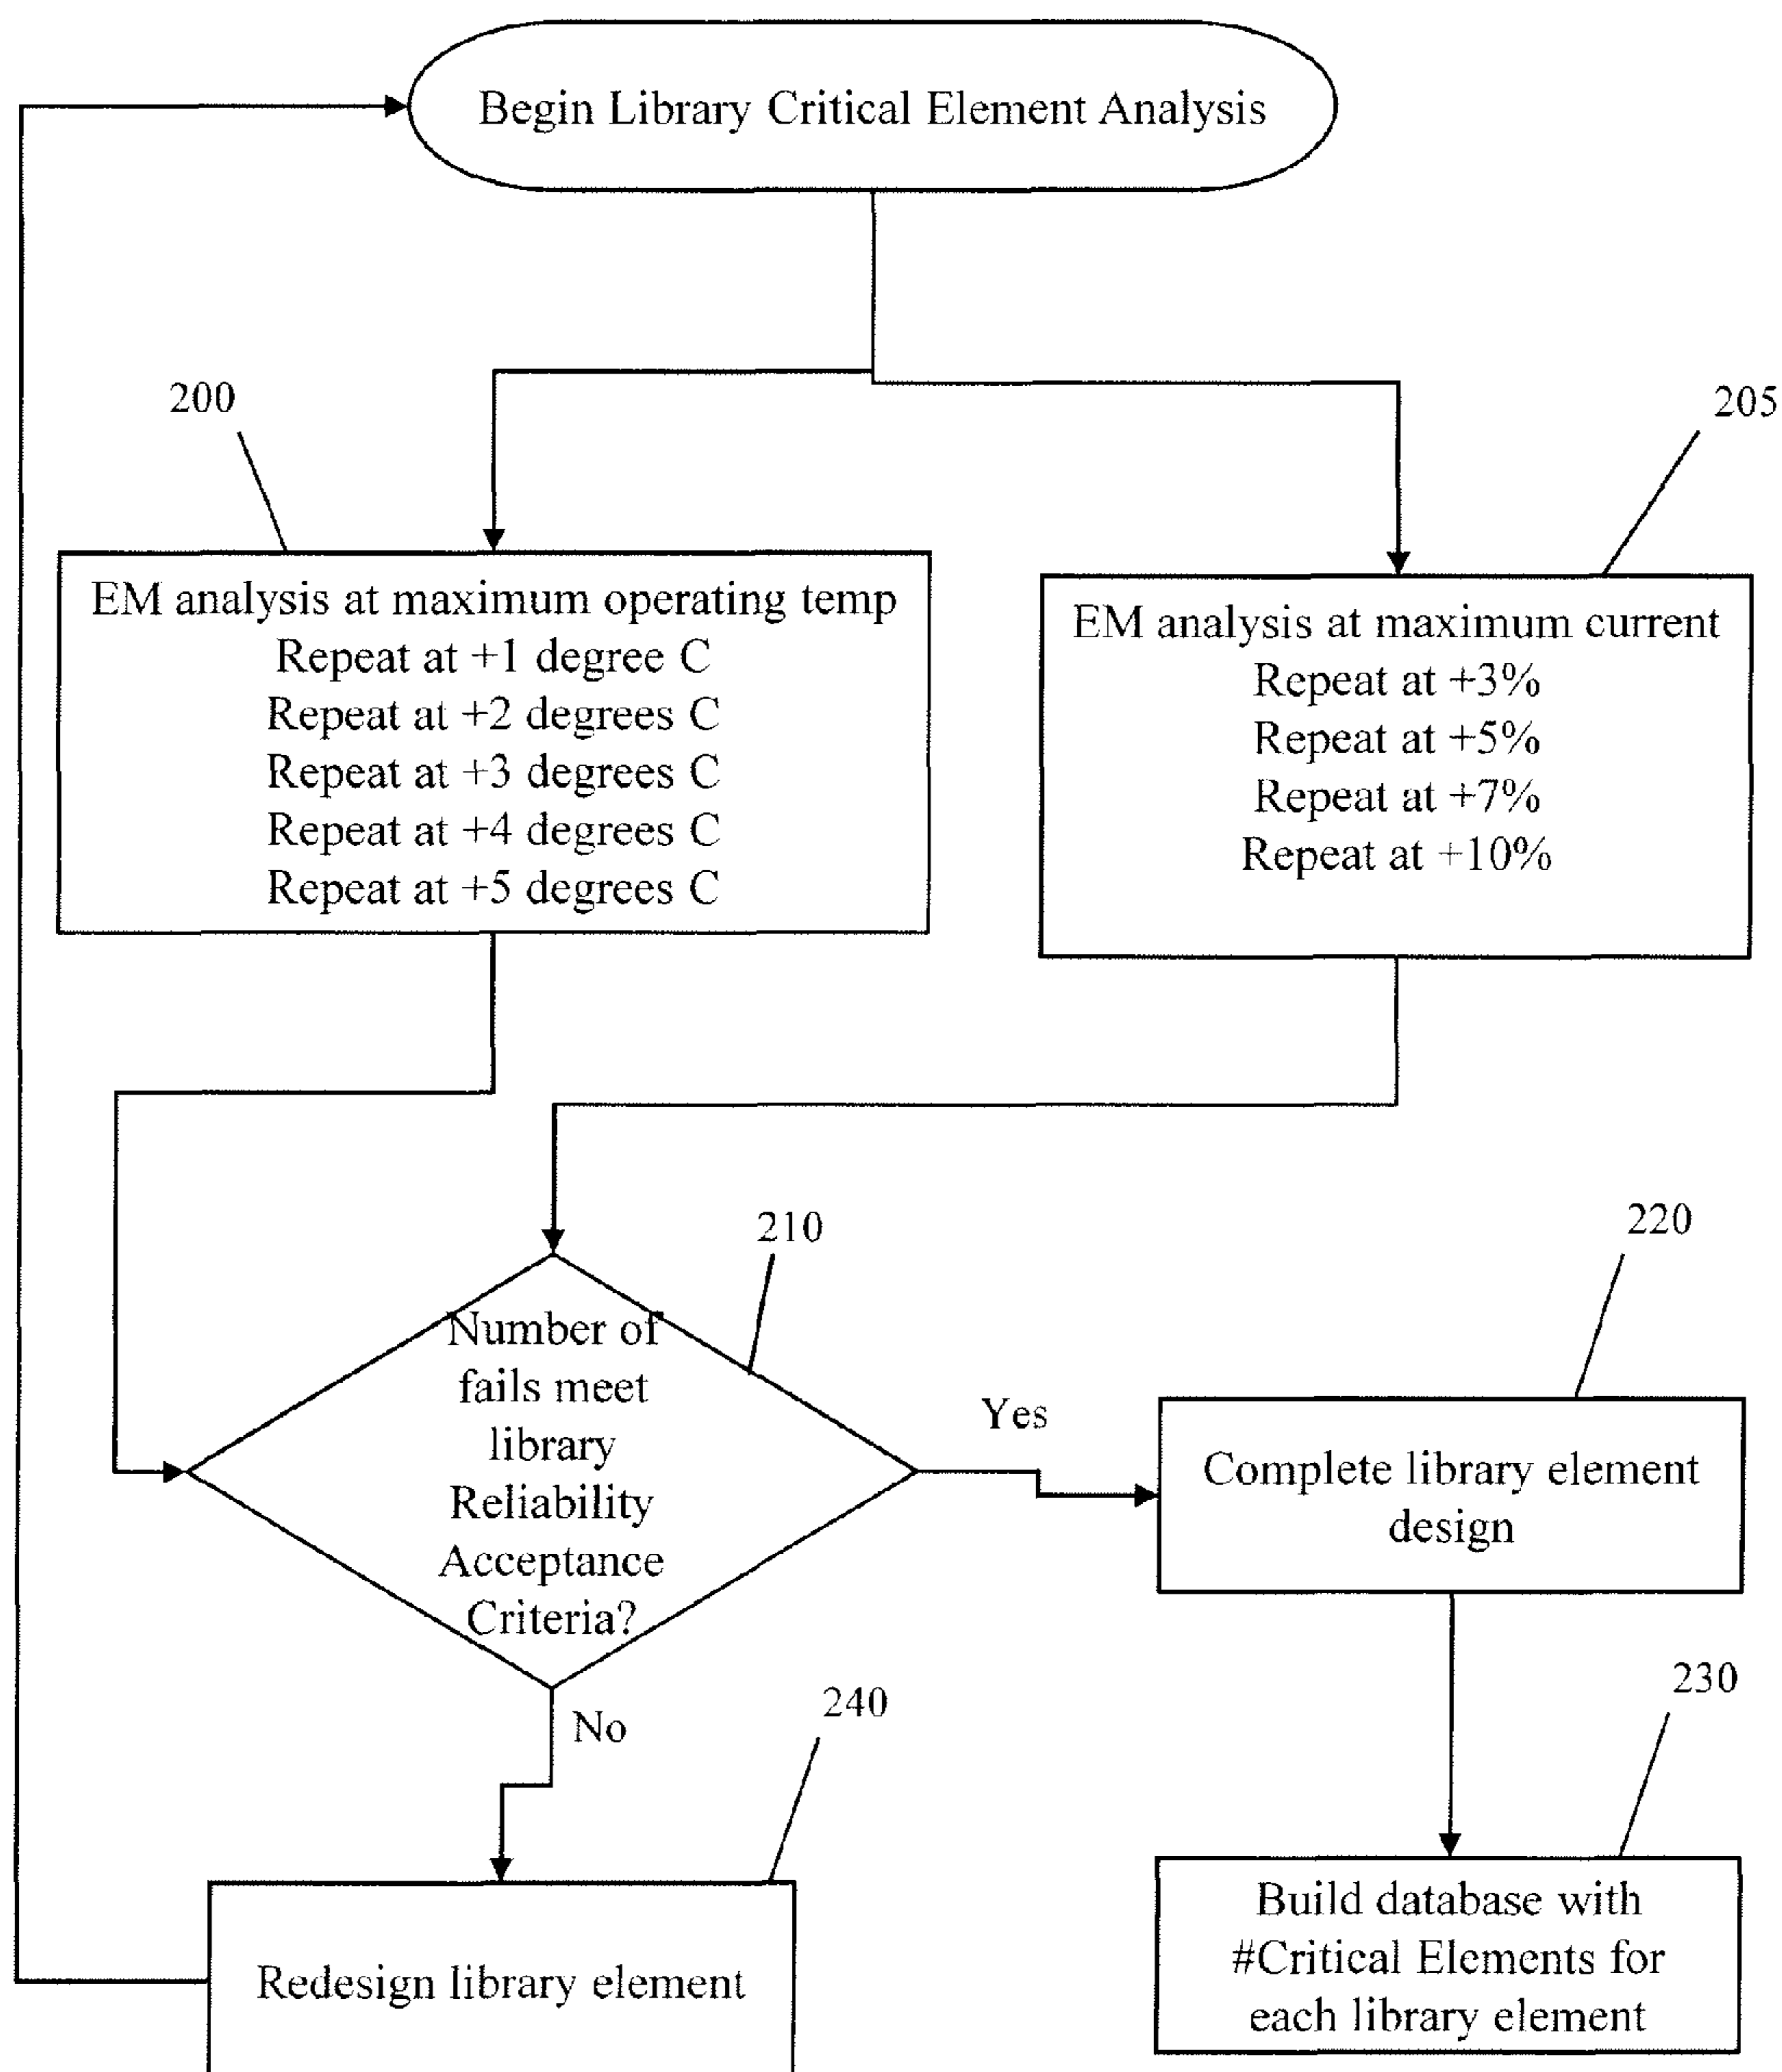 Begin Library Critical Element Analysis
200
205
EM analysis at maximum operating temp
Repeat at +1 degree C
Repeat at +2 degrees C
Repeat at +3 degrees C
Repeat at +4 degrees C
Repeat at +5 degrees C
EM analysis at maximum current
Repeat at +3%
Repeat at +5%
Repeat at +7%
Repeat at +10%
210
Number of
fails meet
library
Reliability
Acceptance
Criteria?
Yes
220
Complete library element
design
No
240
Redesign library element
230
Build database with
#Critical Elements for
each library element